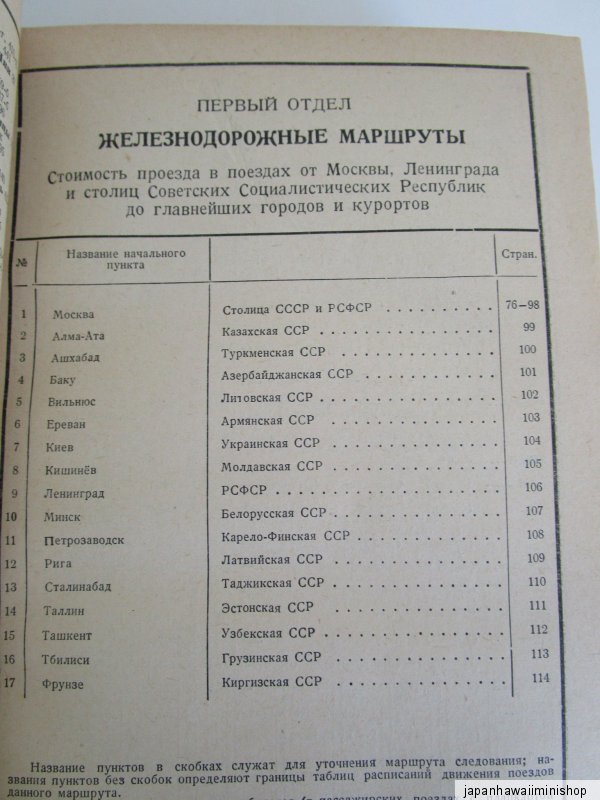 ПЕРВЫЙ ОТДЕЛ
ЖЕЛЕЗНОДОРОЖНЫЕ МАРШРУТЫ
Стоимость проезда в поездах от Москвы, Ленинграда
и столиц Советских Социалистических Республик
до главнейших городов и курортов
№ Название начального пункта Стран.
1 Москва Столица СССР и РСФСР . . . . . . . . . . 76—98
2 Алма-Ата Казахская ССР . . . . . . . . . . . . . . 99
3 Ашхабад Туркменская ССР . . . . . . . . . . . . 100
4 Баку Азербайджанская ССР . . . . . . . . . . . 101
5 Вильнюс Литовская ССР . . . . . . . . . . . . . . 102
6 Ереван Армянская ССР . . . . . . . . . . . . . 103
7 Киев Украинская ССР . . . . . . . . . . . . . 104
8 Кишинёв Молдавская ССР . . . . . . . . . . . . . 105
9 Ленинград РСФСР . . . . . . . . . . . . . . . . . 106
10 Минск Белорусская ССР . . . . . . . . . . . . . 107
11 Петрозаводск Карело-Финская ССР . . . . . . . . . . . 108
12 Рига Латвийская ССР . . . . . . . . . . . . . 109
13 Сталинабад Таджикская ССР . . . . . . . . . . . . . 110
14 Таллин Эстонская ССР . . . . . . . . . . . . . 111
15 Ташкент Узбекская ССР . . . . . . . . . . . . . . 112
16 Тбилиси Грузинская ССР . . . . . . . . . . . . . 113
17 Фрунзе Киргизская ССР . . . . . . . . . . . . . 114
Название пунктов в скобках служат для уточнения маршрута следования; на-
звания пунктов без скобок определяют границы таблиц расписаний движения поездов
данного маршрута.
japanhawaiiminishop